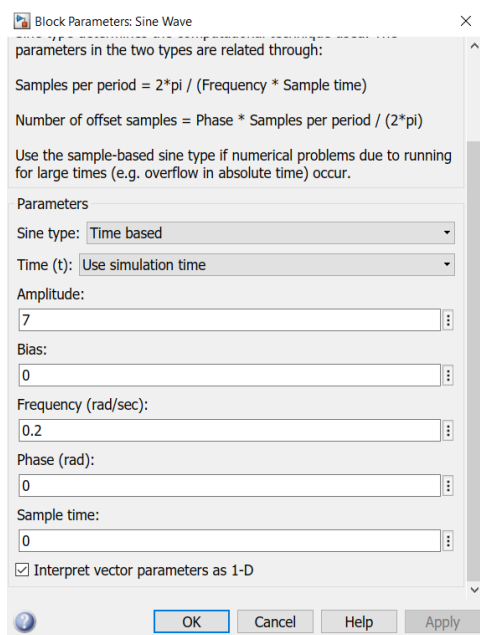 Block Parameters: Sine Wave
parameters in the two types are related through:
Samples per period = 2*pi / (Frequency * Sample time)
Number of offset samples = Phase * Samples per period / (2*pi)
Use the sample-based sine type if numerical problems due to running
for large times (e.g. overflow in absolute time) occur.
Parameters
Sine type: Time based
Time (t): Use simulation time
Amplitude:
7
Bias:
0
Frequency (rad/sec):
0.2
Phase (rad):
0
Sample time:
0
Interpret vector parameters as 1-D
OK Cancel Help Apply